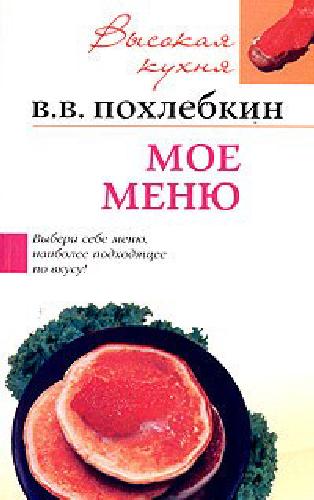 Высокая
кухня
В.В. ПОХЛЕБКИН
МОЕ
МЕНЮ
Выбери себе меню,
наиболее подходящее
по вкусу!